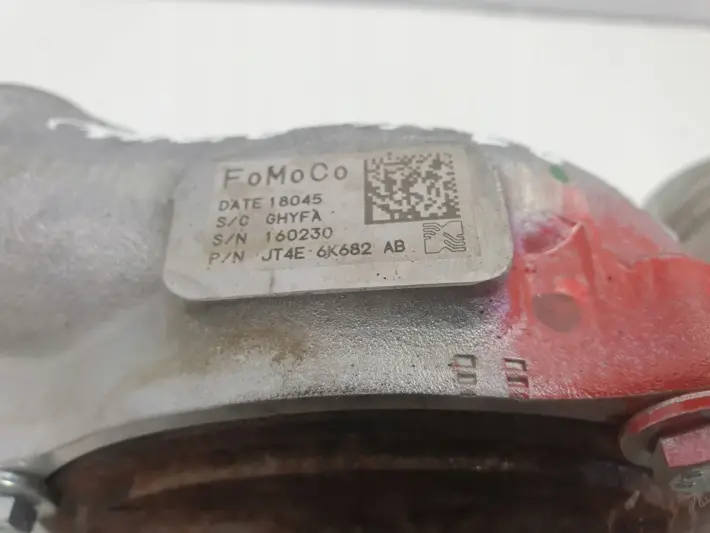 FoMoCo
DATE 18045
S/C GHYFA
S/N 160230
P/N JT4E-6K682 AB